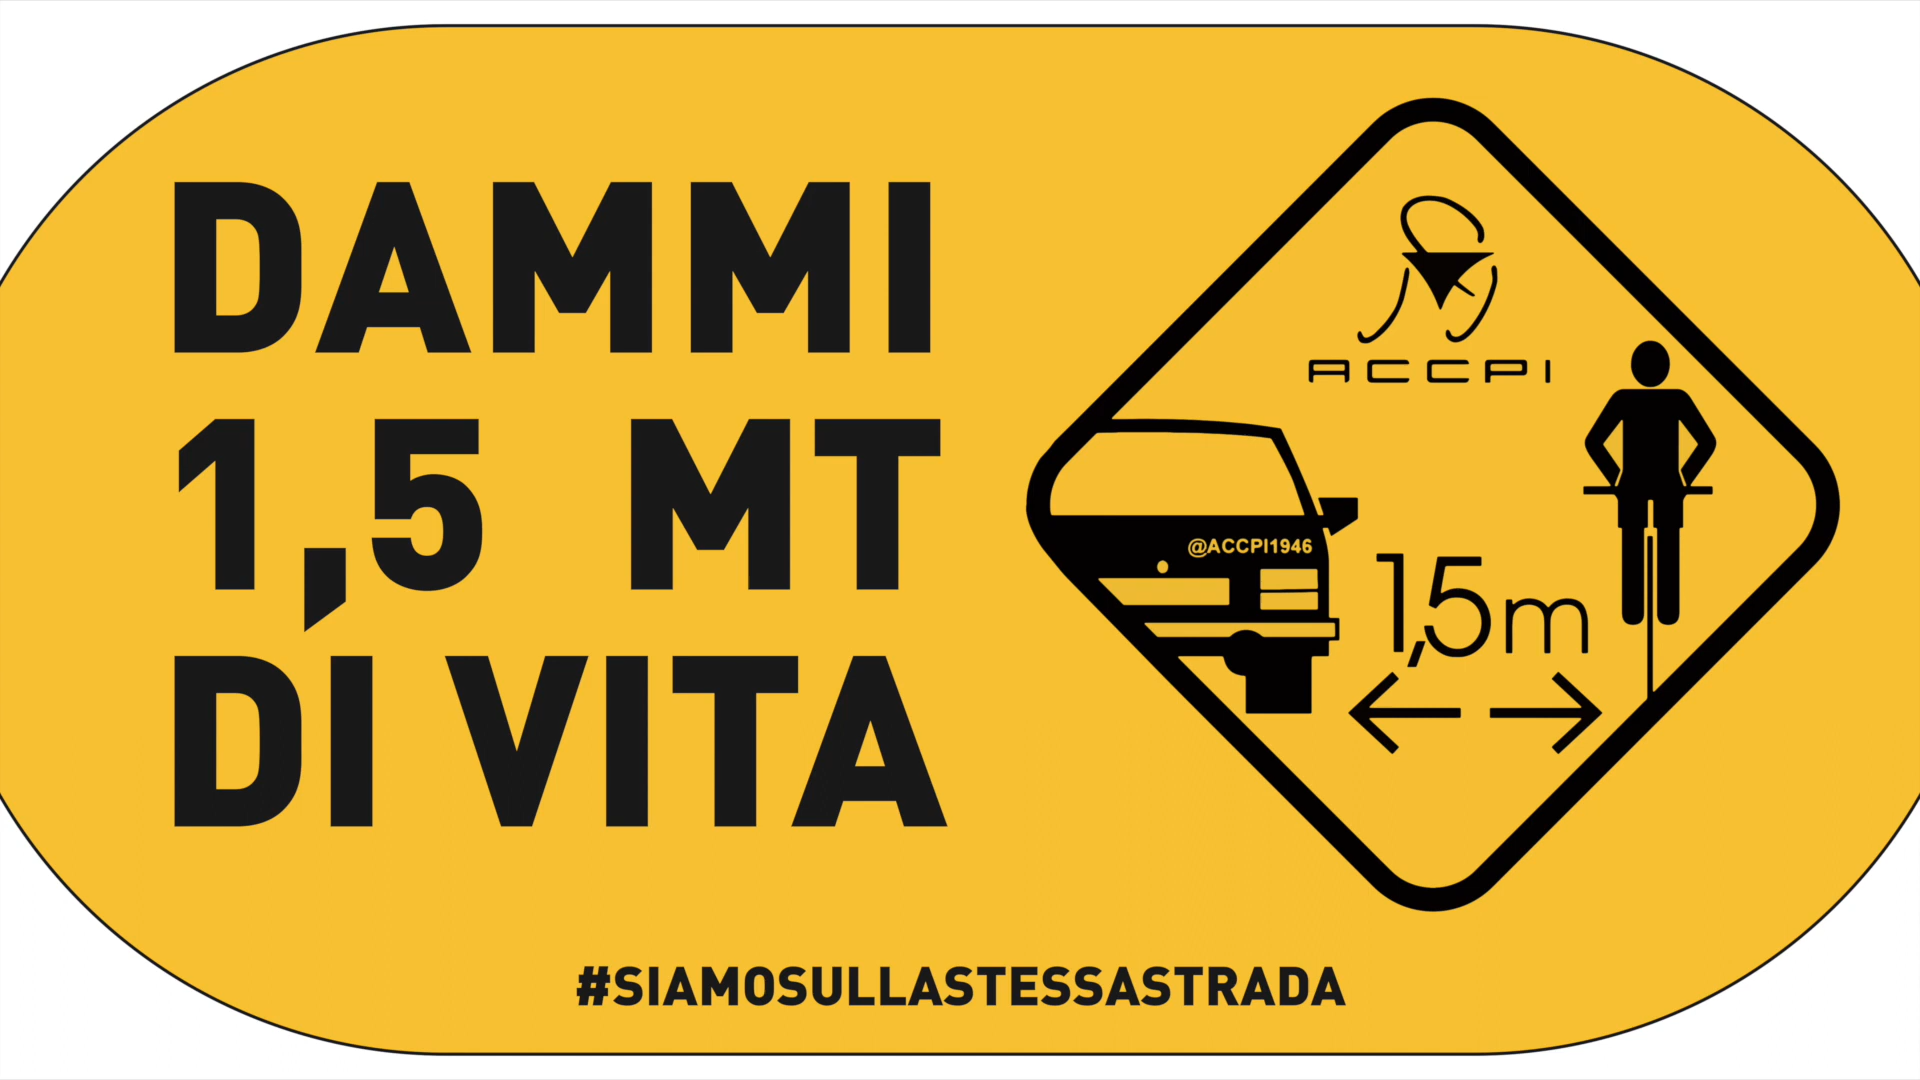 DAMMI
1,5 MT
DI VITA
ACCPI
@ACCPI1946
1,5m
#SIAMOSULLASTESSASTRADA